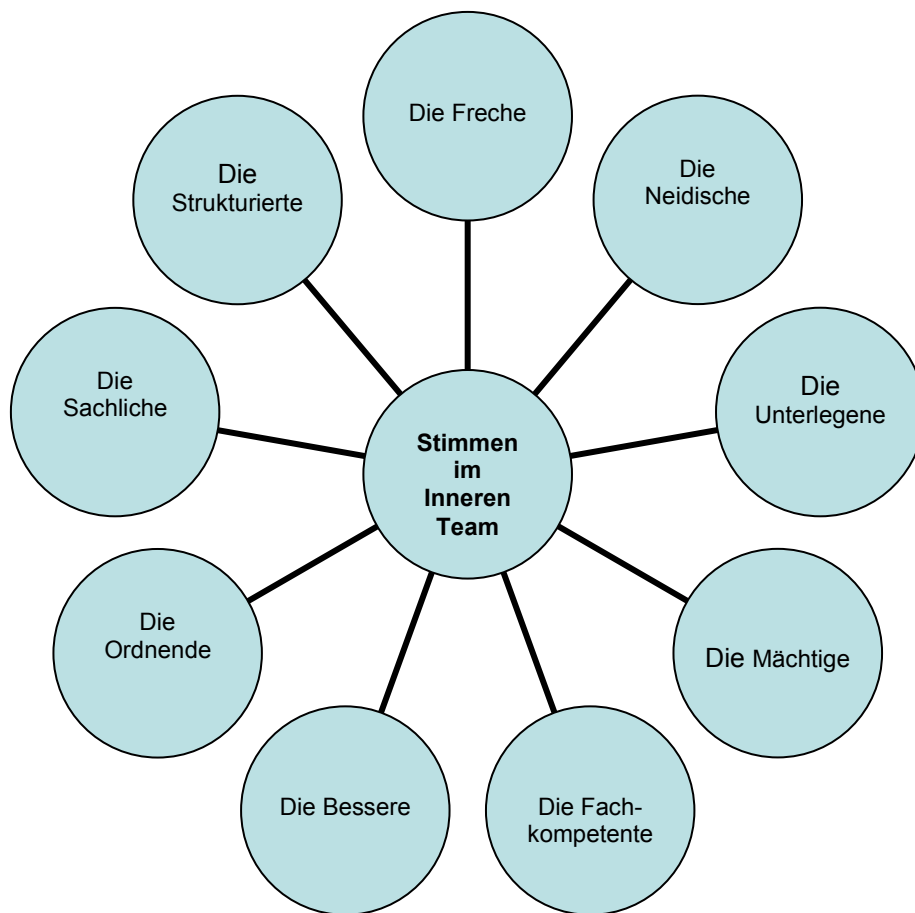 Die Freche
Die
Neidische
Die
Unterlegene
Die Mächtige
Die Fach-
kompetente
Die Bessere
Die
Ordnende
Die
Sachliche
Die
Strukturierte
Stimmen
im
Inneren
Team